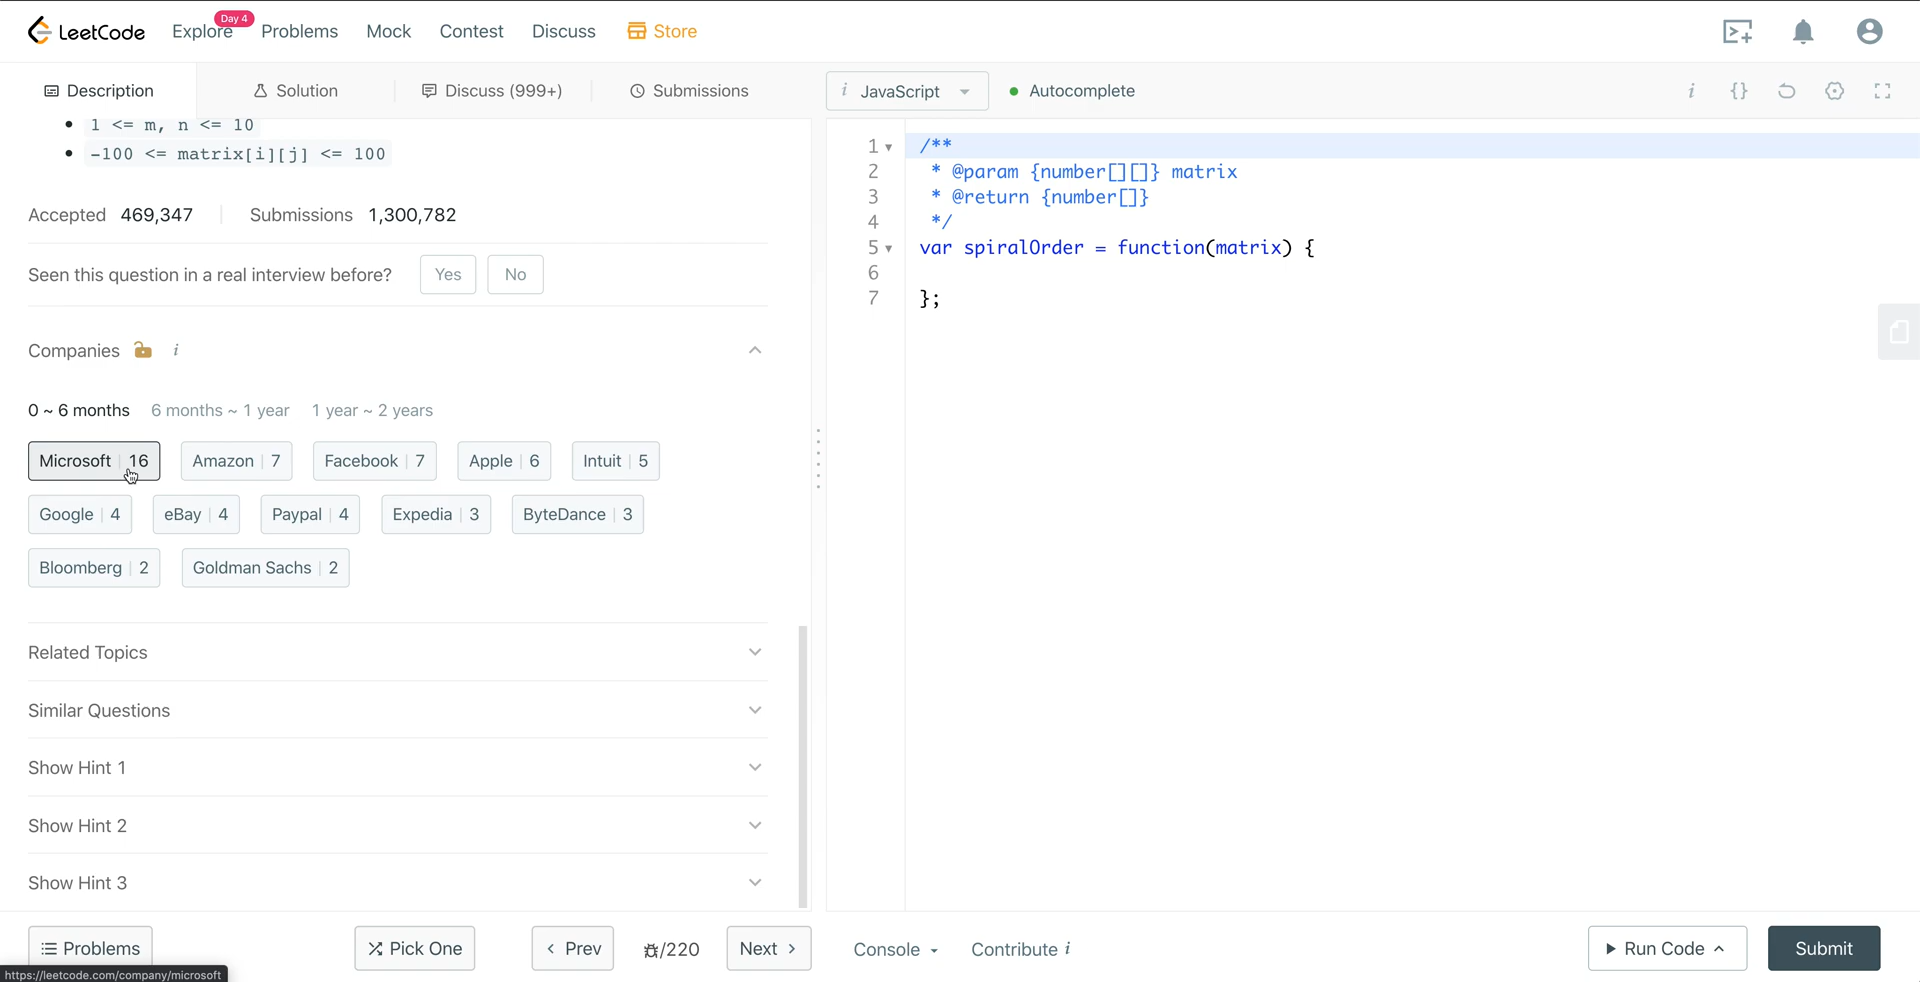 LeetCode Explore Day 4 Problems Mock Contest Discuss Store
Description Solution Discuss (999+) Submissions i JavaScript Autocomplete i {}
1 <= m, n <= 10
-100 <= matrix[i][j] <= 100
Accepted 469,347 Submissions 1,300,782
Seen this question in a real interview before? Yes No
Companies i
0 ~ 6 months 6 months ~ 1 year 1 year ~ 2 years
Microsoft 16 Amazon 7 Facebook 7 Apple 6 Intuit 5
Google 4 eBay 4 Paypal 4 Expedia 3 ByteDance 3
Bloomberg 2 Goldman Sachs 2
Related Topics
Similar Questions
Show Hint 1
Show Hint 2
Show Hint 3
1 /**
2 * @param {number[][]} matrix
3 * @return {number[]}
4 */
5 var spiralOrder = function(matrix) {
6
7 };
Problems Pick One < Prev /220 Next > Console Contribute i Run Code Submit
https://leetcode.com/company/microsoft